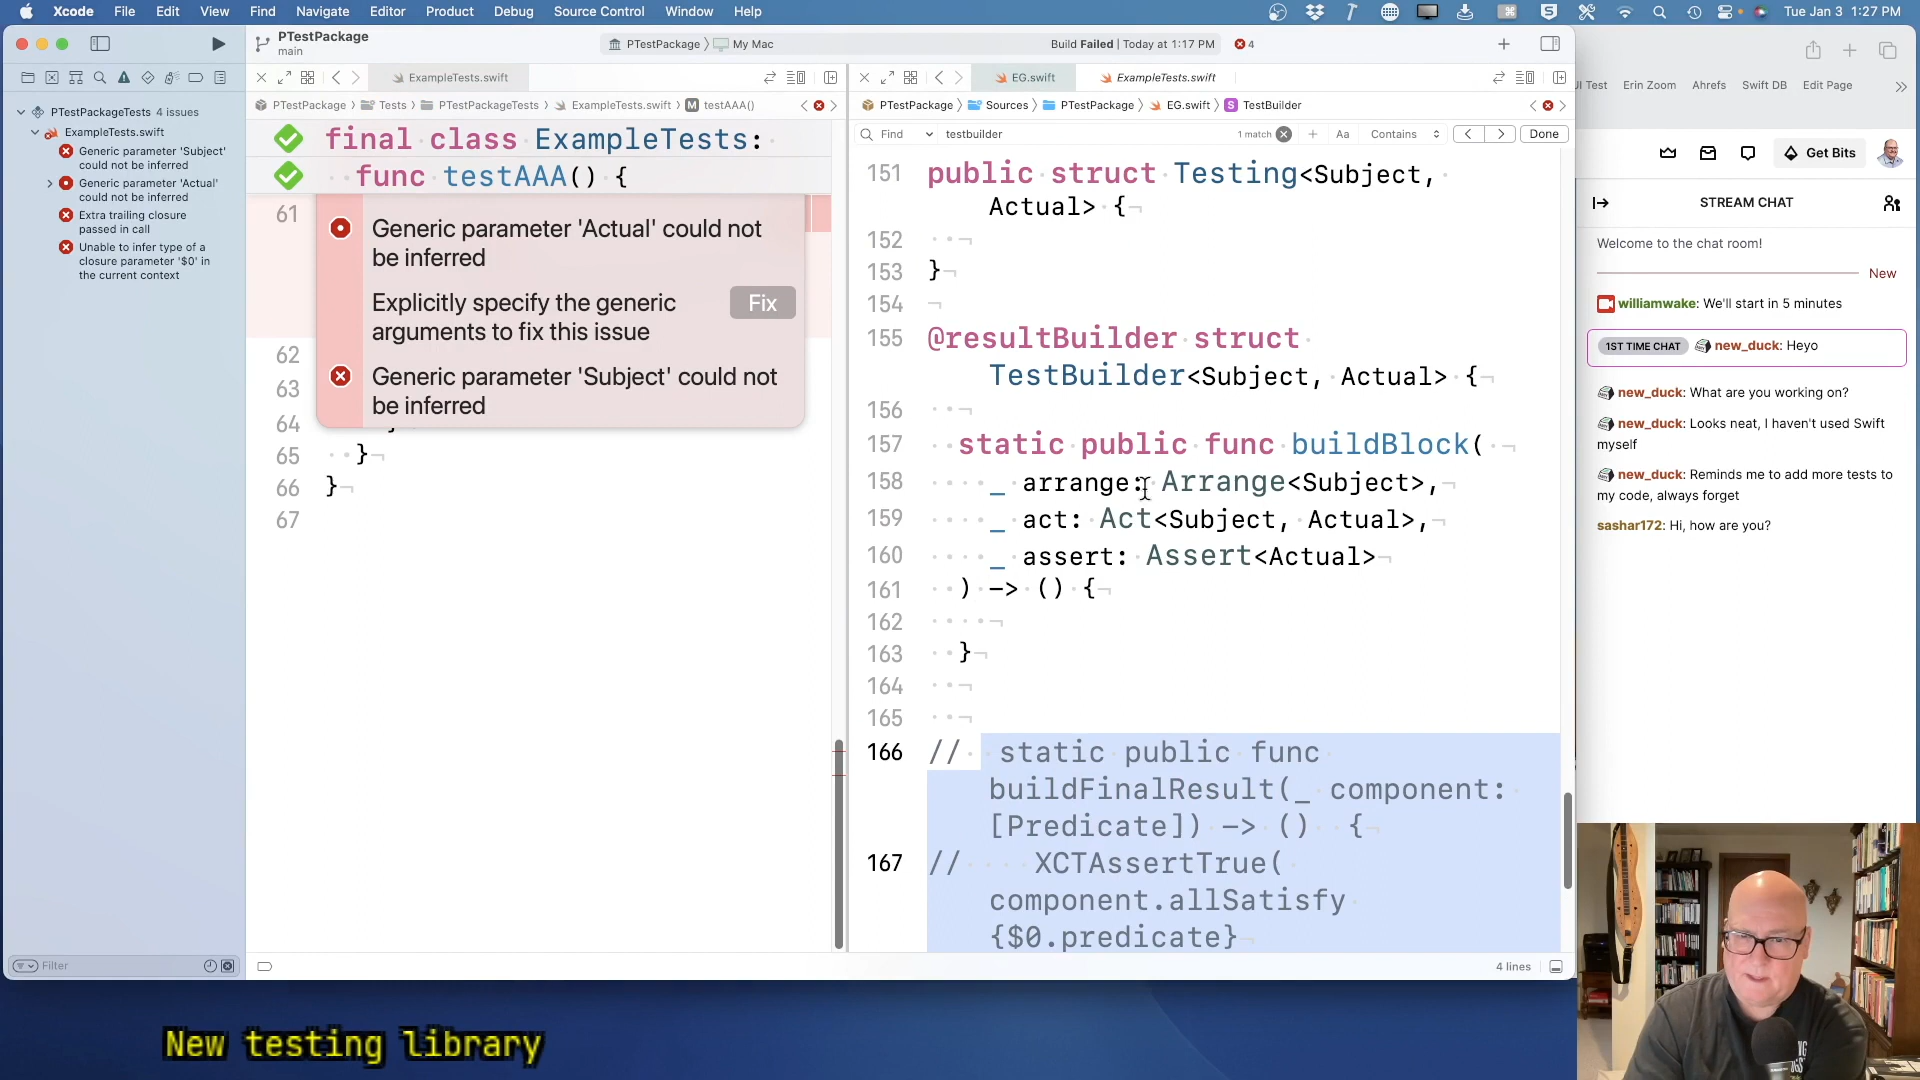 Xcode File Edit View Find Navigate Editor Product Debug Source Control Window Help
Tue Jan 3 1:27 PM
PTestPackage
main
PTestPackage My Mac
Build Failed | Today at 1:17 PM 4
ExampleTests.swift
EG.swift
ExampleTests.swift
PTestPackageTests 4 issues
ExampleTests.swift
Generic parameter 'Subject'
could not be inferred
Generic parameter 'Actual'
could not be inferred
Extra trailing closure
passed in call
Unable to infer type of a
closure parameter '$0' in
the current context
Filter
PTestPackage Tests PTestPackageTests ExampleTests.swift M testAAA()
final class ExampleTests:
func testAAA() {
61
Generic parameter 'Actual' could not
be inferred
Explicitly specify the generic
arguments to fix this issue
Fix
Generic parameter 'Subject' could not
be inferred
62
63
64
65 }
66 }
67
PTestPackage Sources PTestPackage EG.swift S TestBuilder
Find testbuilder 1 match Aa Contains Done
151 public struct Testing<Subject,
Actual> {
152
153 }
154
155 @resultBuilder struct
TestBuilder<Subject, Actual> {
156
157 static public func buildBlock(
158 _ arrange: Arrange<Subject>,
159 _ act: Act<Subject, Actual>,
160 _ assert: Assert<Actual>
161 ) -> () {
162
163 }
164
165
166 // static public func
buildFinalResult(_ component:
[Predicate]) -> () {
167 // XCTAssertTrue(
component.allSatisfy
{$0.predicate}
4 lines
UI Test Erin Zoom Ahrefs Swift DB Edit Page
Get Bits
STREAM CHAT
Welcome to the chat room!
New
williamwake: We'll start in 5 minutes
1ST TIME CHAT new_duck: Heyo
new_duck: What are you working on?
new_duck: Looks neat, I haven't used Swift
myself
new_duck: Reminds me to add more tests to
my code, always forget
sashar172: Hi, how are you?
New testing library